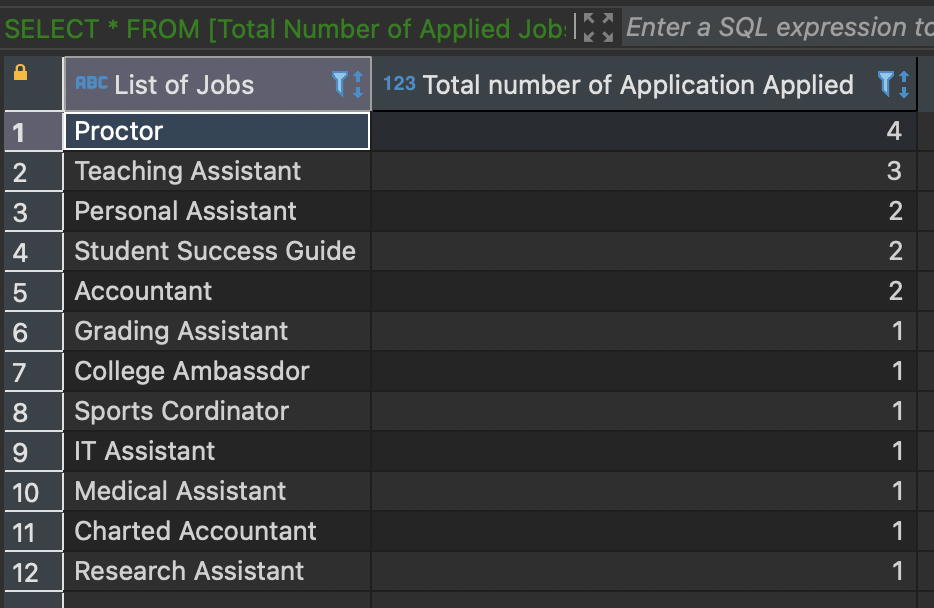 SELECT * FROM [Total Number of Applied Jobs Enter a SQL expression to
ABC List of Jobs 123 Total number of Application Applied
1 Proctor 4
2 Teaching Assistant 3
3 Personal Assistant 2
4 Student Success Guide 2
5 Accountant 2
6 Grading Assistant 1
7 College Ambassdor 1
8 Sports Cordinator 1
9 IT Assistant 1
10 Medical Assistant 1
11 Charted Accountant 1
12 Research Assistant 1